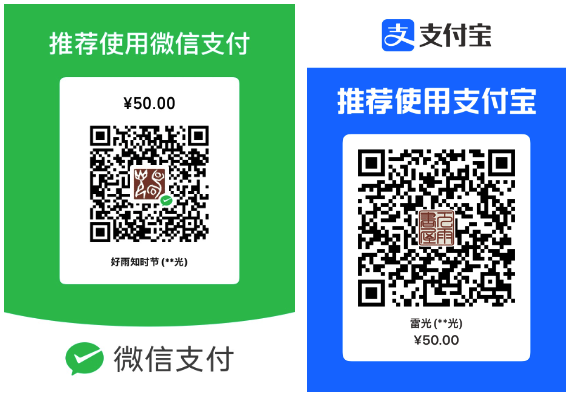 推荐使用微信支付
¥50.00
好雨知时节 (**光)
微信支付
支付宝
推荐使用支付宝
雷光 (**光)
¥50.00